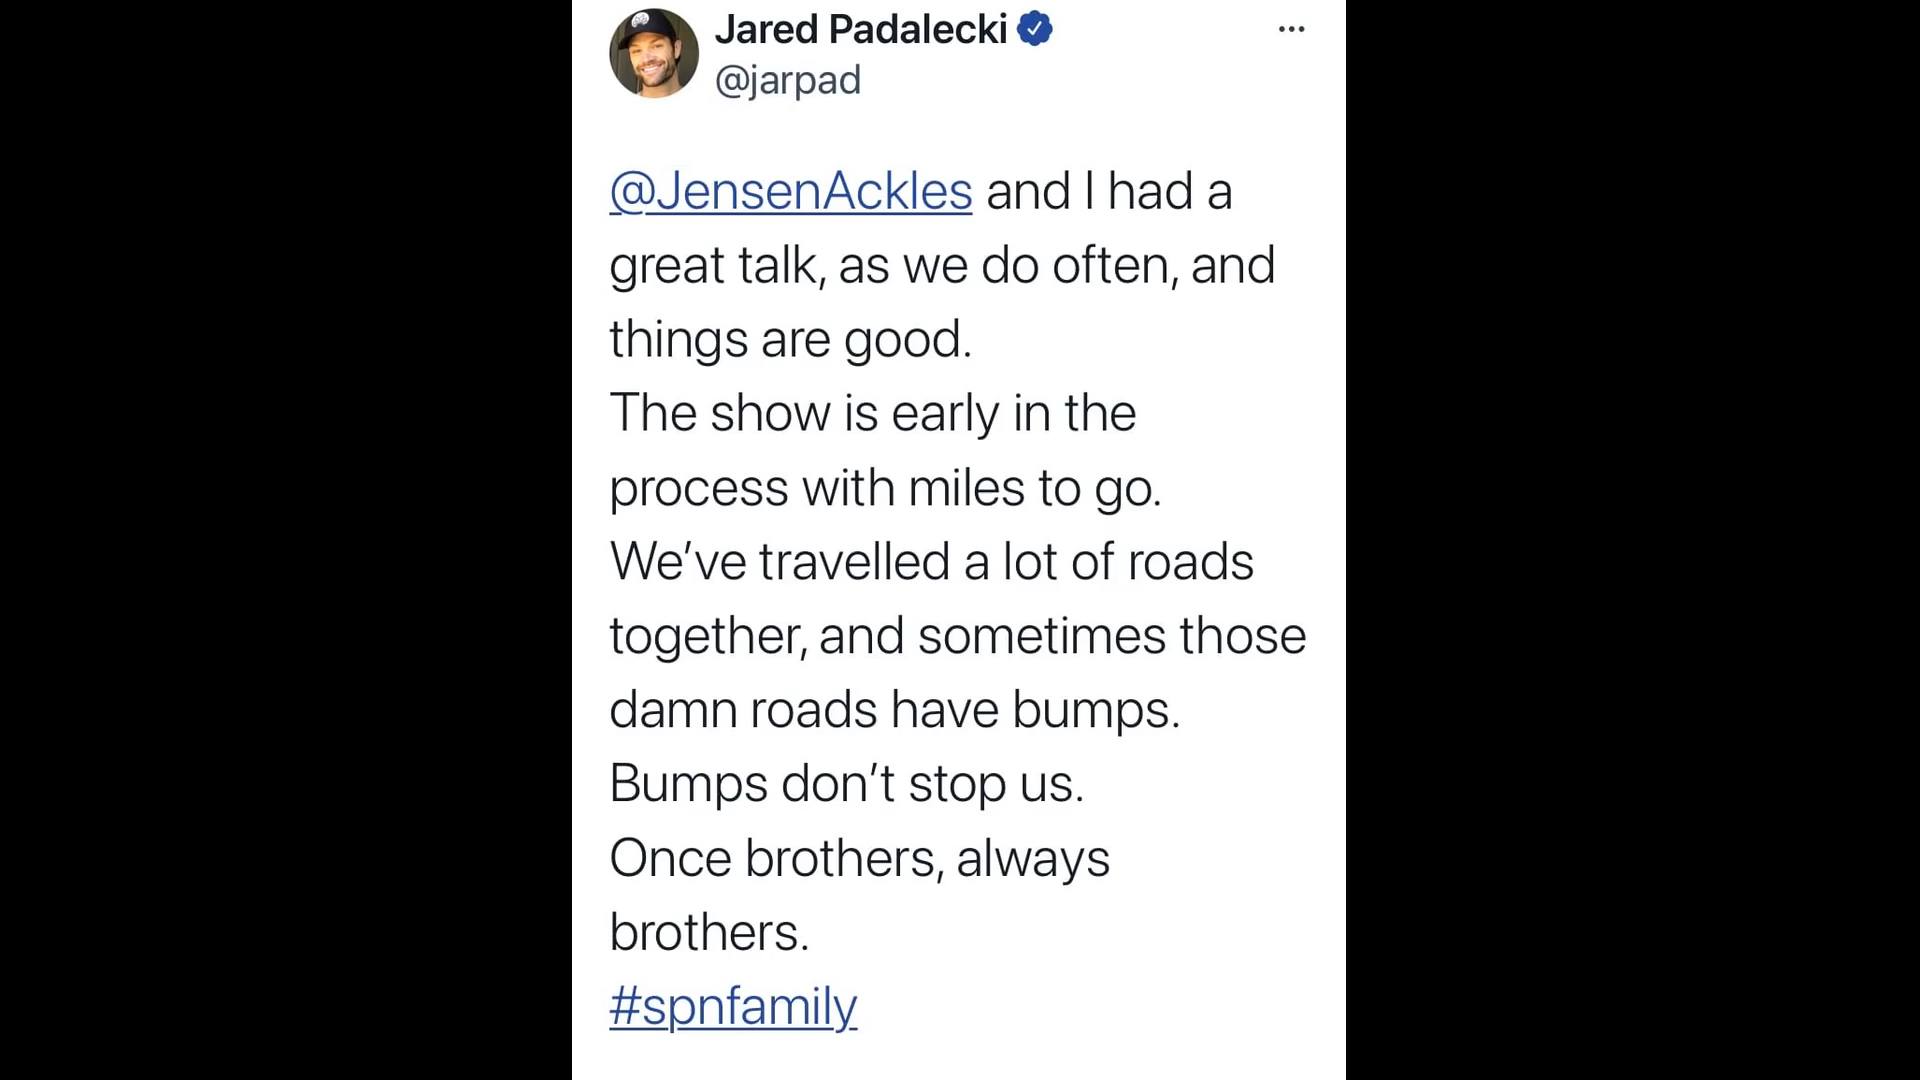 Jared Padalecki
@jarpad
@JensenAckles and I had a
great talk, as we do often, and
things are good.
The show is early in the
process with miles to go.
We’ve travelled a lot of roads
together, and sometimes those
damn roads have bumps.
Bumps don’t stop us.
Once brothers, always
brothers.
#spnfamily